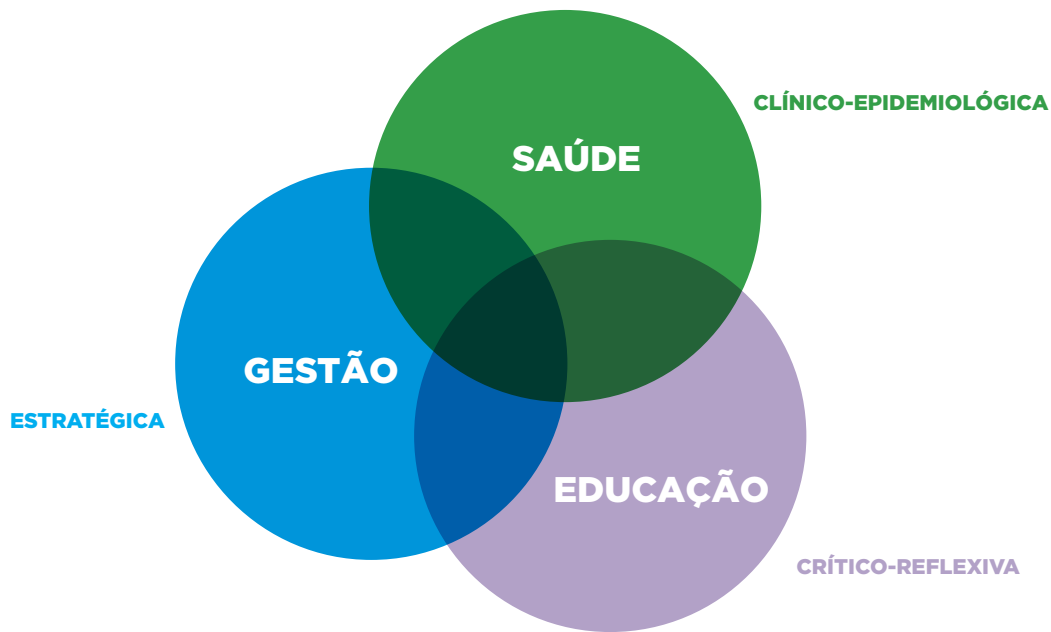 CLÍNICO-EPIDEMIOLÓGICA
SAÚDE
GESTÃO
ESTRATÉGICA
EDUCAÇÃO
CRÍTICO-REFLEXIVA